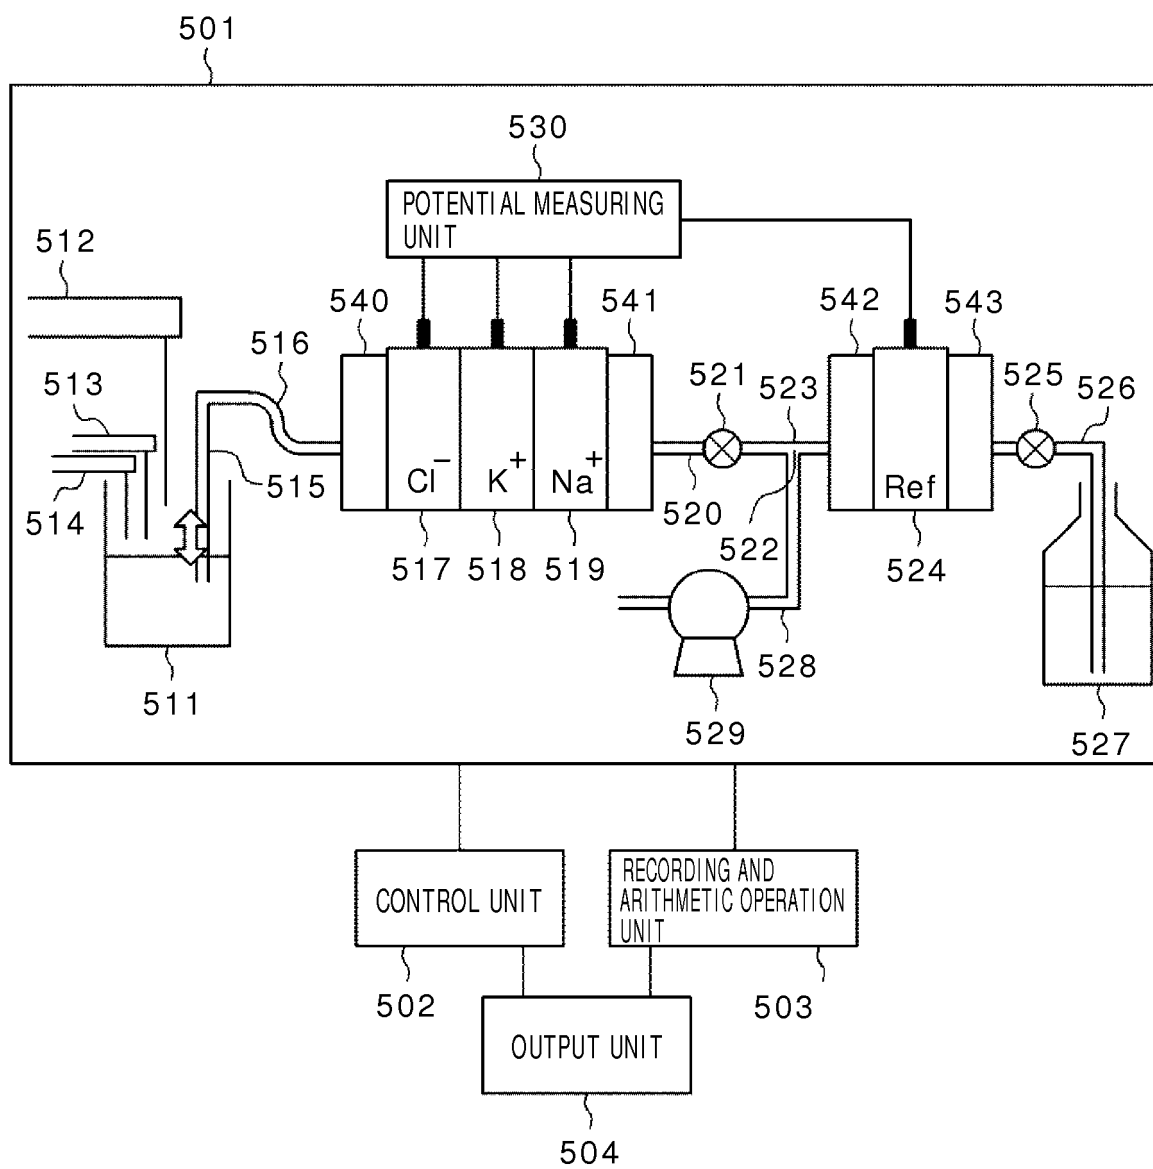 501
530
POTENTIAL MEASURING
UNIT
512
540
541
542
543
516
513
521
523
525
526
Cl⁻
K⁺
Na⁺
Ref
515
514
520
522
517
518
519
524
528
511
529
527
CONTROL UNIT
RECORDING AND
ARITHMETIC OPERATION
UNIT
502
503
OUTPUT UNIT
504